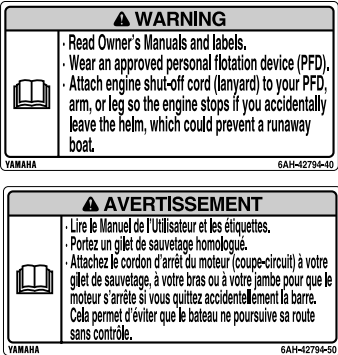 WARNING
· Read Owner's Manuals and labels.
· Wear an approved personal flotation device (PFD).
· Attach engine shut-off cord (lanyard) to your PFD,
arm, or leg so the engine stops if you accidentally
leave the helm, which could prevent a runaway
boat.
YAMAHA 6AH-42794-40
AVERTISSEMENT
· Lire le Manuel de l'Utilisateur et les étiquettes.
· Portez un gilet de sauvetage homologué.
· Attachez le cordon d'arrêt du moteur (coupe-circuit) à votre
gilet de sauvetage, à votre bras ou à votre jambe pour que le
moteur s'arrête si vous quittez accidentellement la barre.
Cela permet d'éviter que le bateau ne poursuive sa route
sans contrôle.
YAMAHA 6AH-42794-50